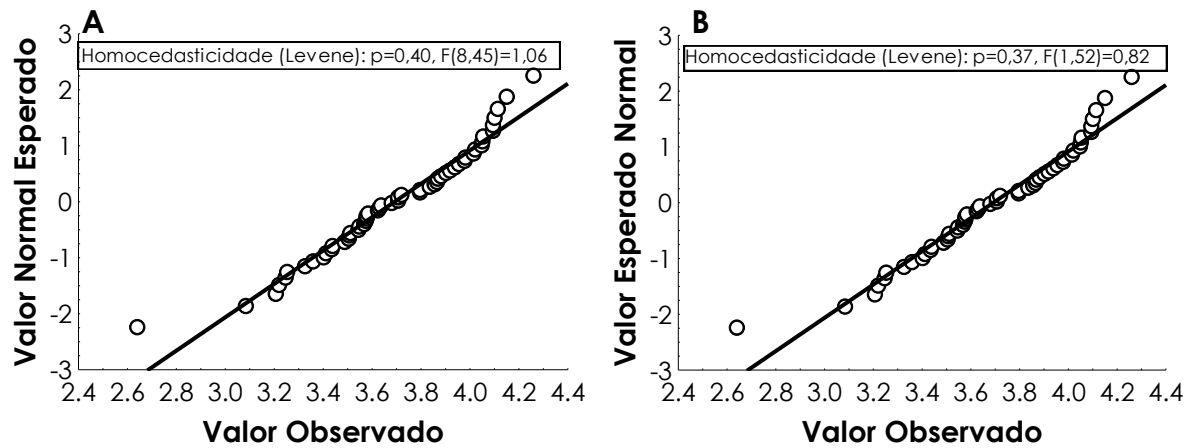 A
Homocedasticidade (Levene): p=0,40, F(8,45)=1,06
Valor Normal Esperado
3
2
1
0
-1
-2
-3
2.4 2.6 2.8 3.0 3.2 3.4 3.6 3.8 4.0 4.2 4.4
Valor Observado
B
Homocedasticidade (Levene): p=0,37, F(1,52)=0,82
Valor Esperado Normal
3
2
1
0
-1
-2
-3
2.4 2.6 2.8 3.0 3.2 3.4 3.6 3.8 4.0 4.2 4.4
Valor Observado